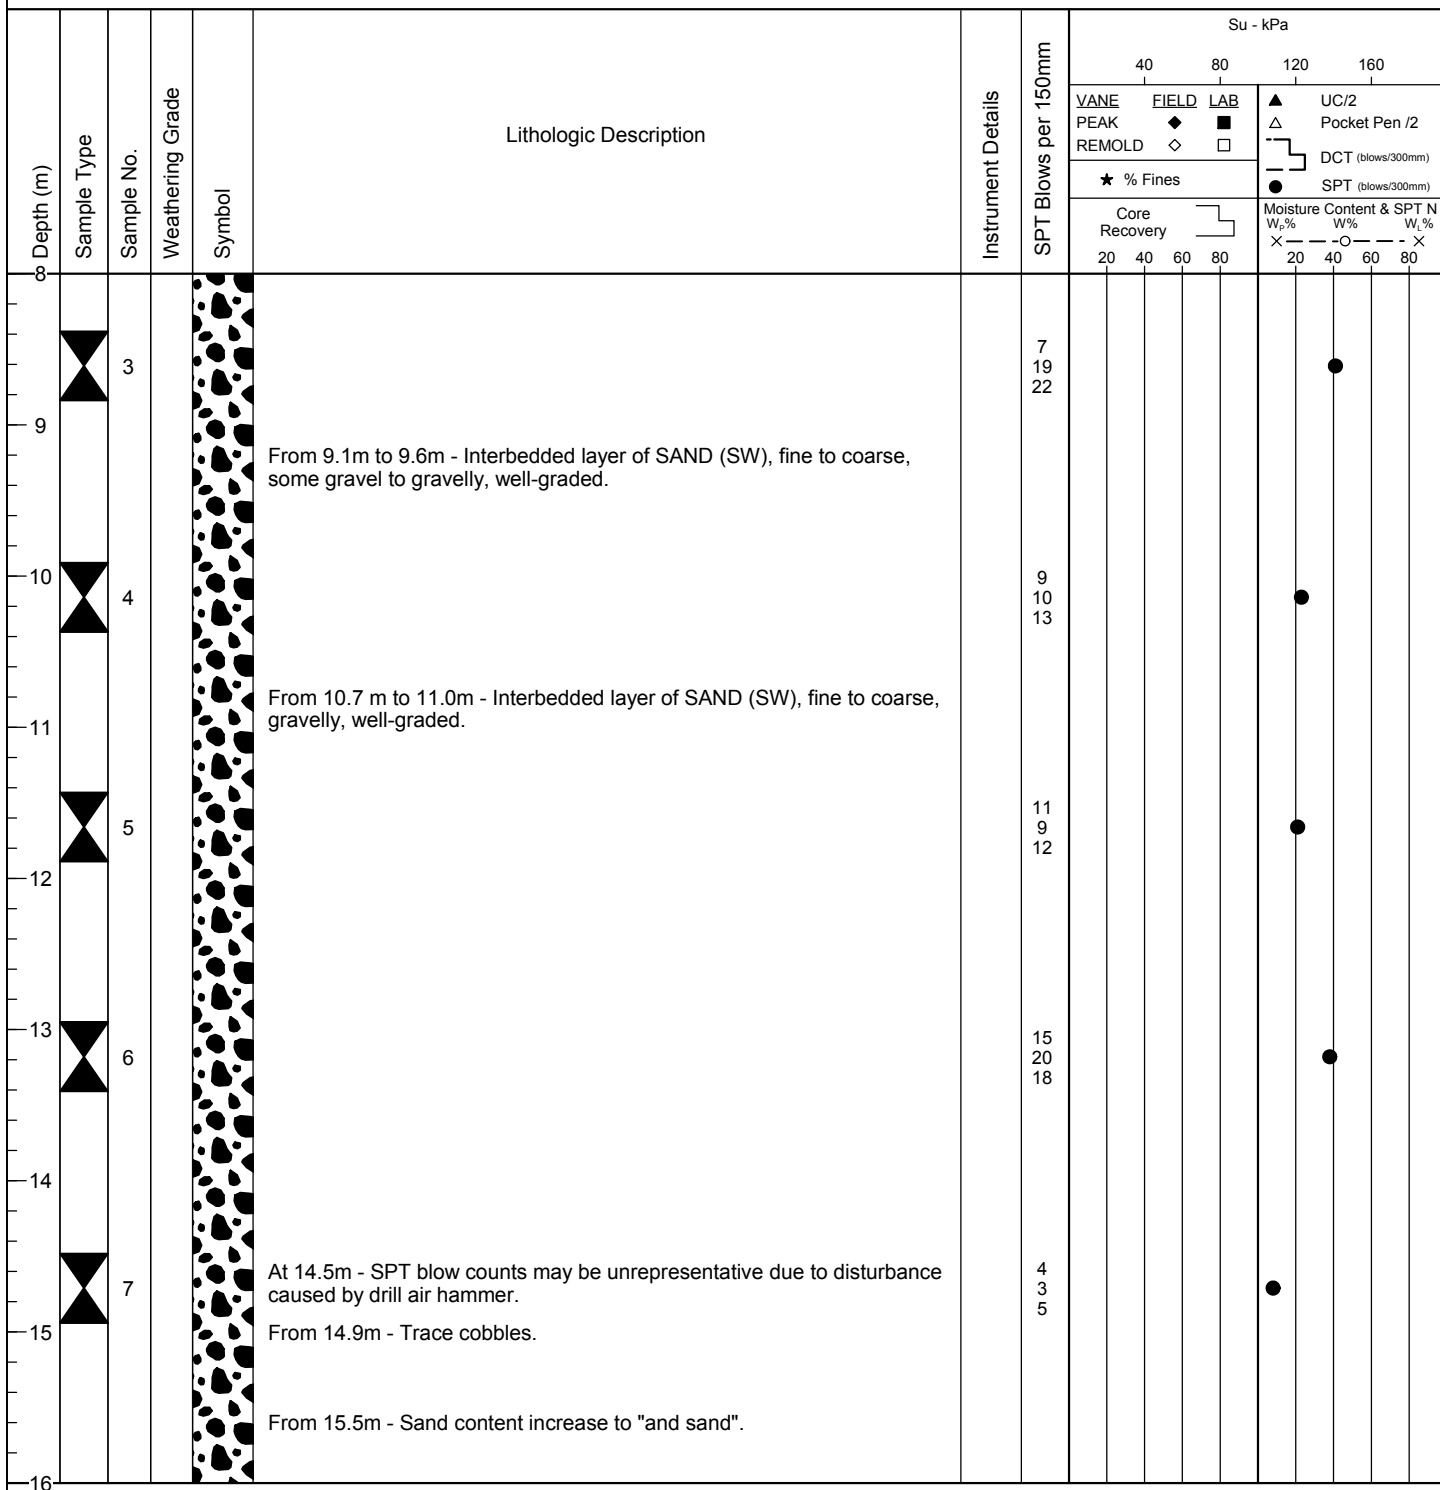 Depth (m)
Sample Type
Sample No.
Weathering Grade
Symbol
Lithologic Description
Instrument Details
SPT Blows per 150mm
Su - kPa
40 80 120 160
VANE FIELD LAB
PEAK ◆ ■
REMOLD ◇ □
★ % Fines
Core
Recovery
▲ UC/2
△ Pocket Pen /2
DCT (blows/300mm)
● SPT (blows/300mm)
Moisture Content & SPT N
WP% W% WL%
20 40 60 80 20 40 60 80
8
3
7
19
22
9
From 9.1m to 9.6m - Interbedded layer of SAND (SW), fine to coarse,
some gravel to gravelly, well-graded.
10
4
9
10
13
From 10.7 m to 11.0m - Interbedded layer of SAND (SW), fine to coarse,
gravelly, well-graded.
11
5
11
9
12
12
13
6
15
20
18
14
7
At 14.5m - SPT blow counts may be unrepresentative due to disturbance
caused by drill air hammer.
4
3
5
15
From 14.9m - Trace cobbles.
From 15.5m - Sand content increase to "and sand".
16